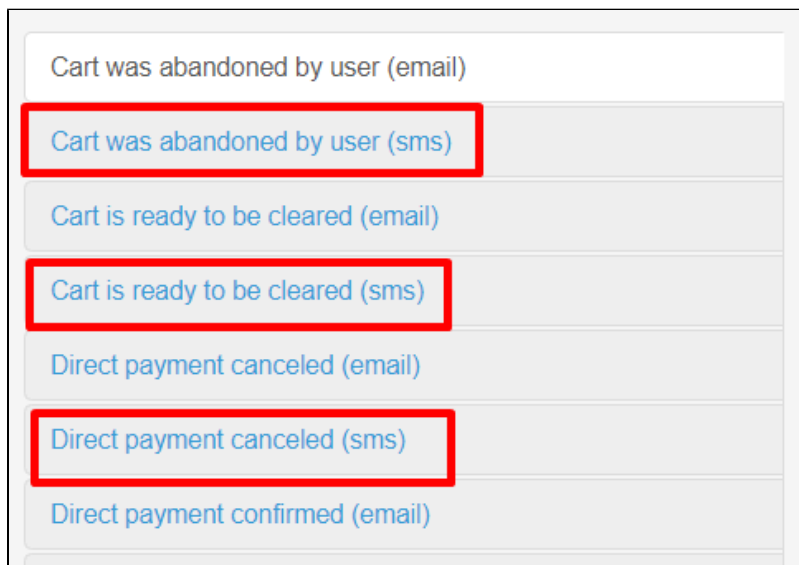 Cart was abandoned by user (email)
Cart was abandoned by user (sms)
Cart is ready to be cleared (email)
Cart is ready to be cleared (sms)
Direct payment canceled (email)
Direct payment canceled (sms)
Direct payment confirmed (email)